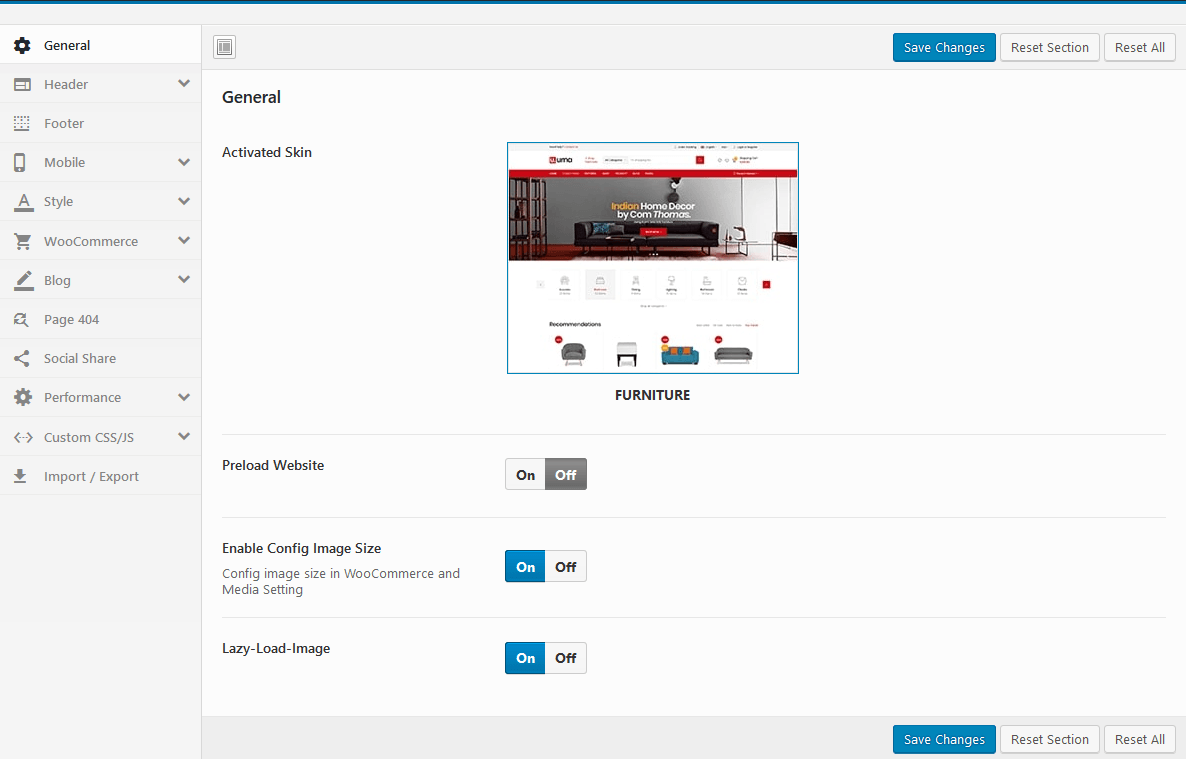 General
Header
Footer
Mobile
Style
WooCommerce
Blog
Page 404
Social Share
Performance
Custom CSS/JS
Import / Export
Save Changes Reset Section Reset All
General
Activated Skin
uma
Indian Home Decor
by Com Thomas.
Recommendations
FURNITURE
Preload Website
On Off
Enable Config Image Size
Config image size in WooCommerce and
Media Setting
On Off
Lazy-Load-Image
On Off
Save Changes Reset Section Reset All